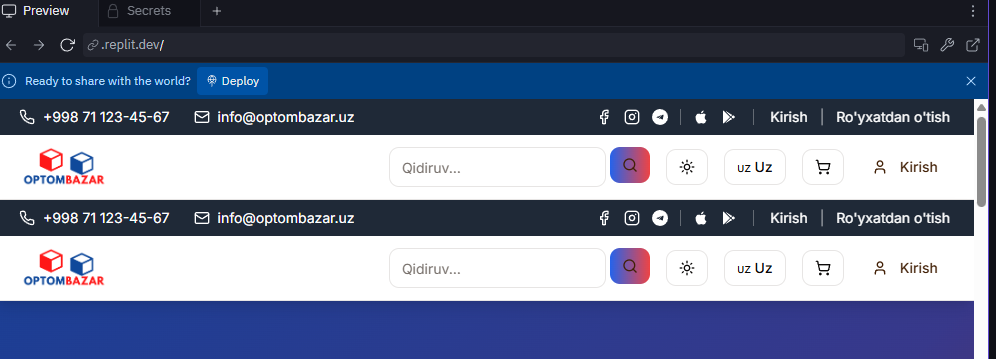 Preview Secrets
.replit.dev/
Ready to share with the world? Deploy
+998 71 123-45-67 info@optombazar.uz Kirish Ro'yxatdan o'tish
OPTOMBAZAR Qidiruv... uz Uz Kirish
+998 71 123-45-67 info@optombazar.uz Kirish Ro'yxatdan o'tish
OPTOMBAZAR Qidiruv... uz Uz Kirish